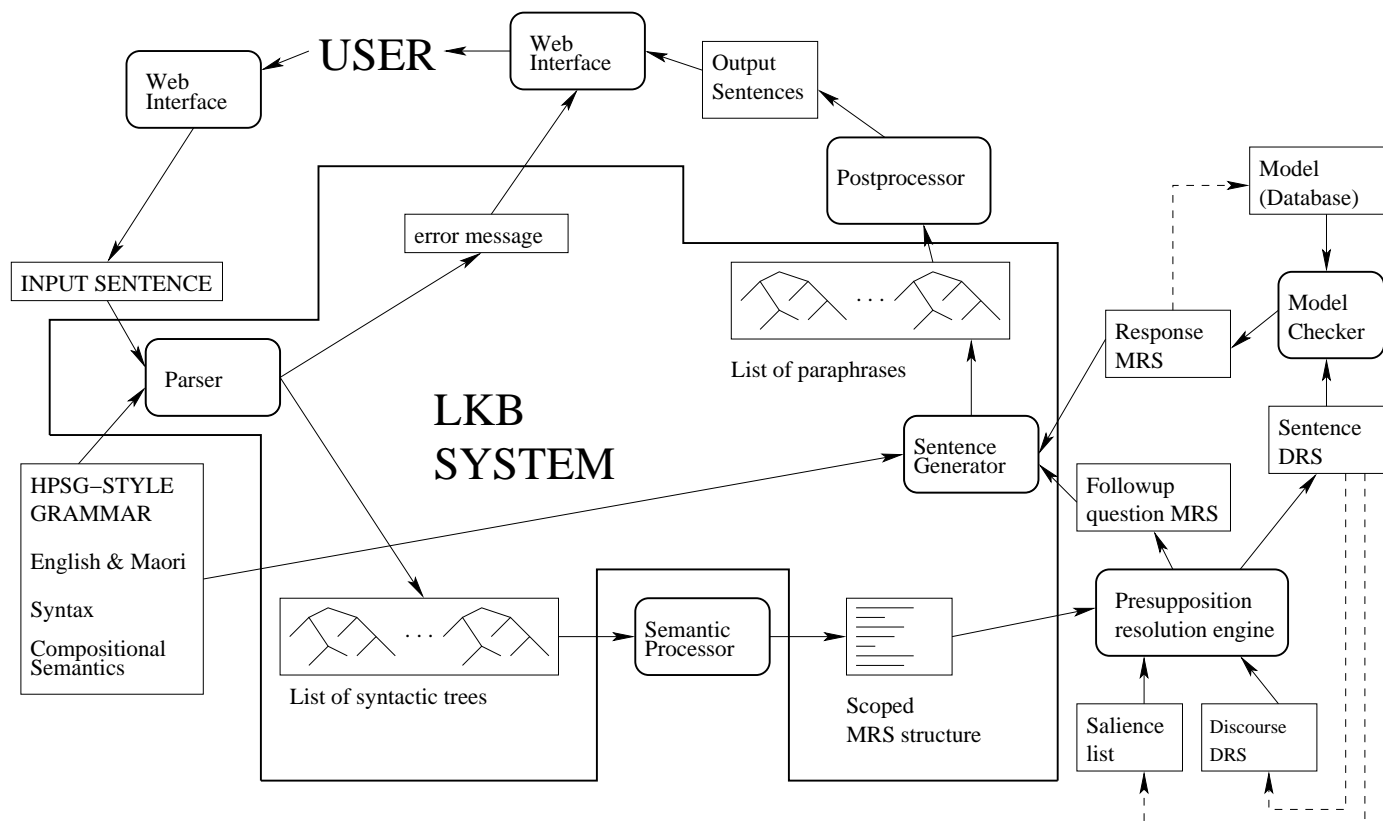 USER
Web
Interface
Web
Interface
Output
Sentences
Postprocessor
Model
(Database)
error message
INPUT SENTENCE
. . .
Model
Checker
Response
MRS
Parser
List of paraphrases
LKB
SYSTEM
Sentence
Generator
Sentence
DRS
HPSG–STYLE
GRAMMAR
English & Maori
Syntax
Compositional
Semantics
Followup
question MRS
. . .
Semantic
Processor
Presupposition
resolution engine
List of syntactic trees
Scoped
MRS structure
Salience
list
Discourse
DRS